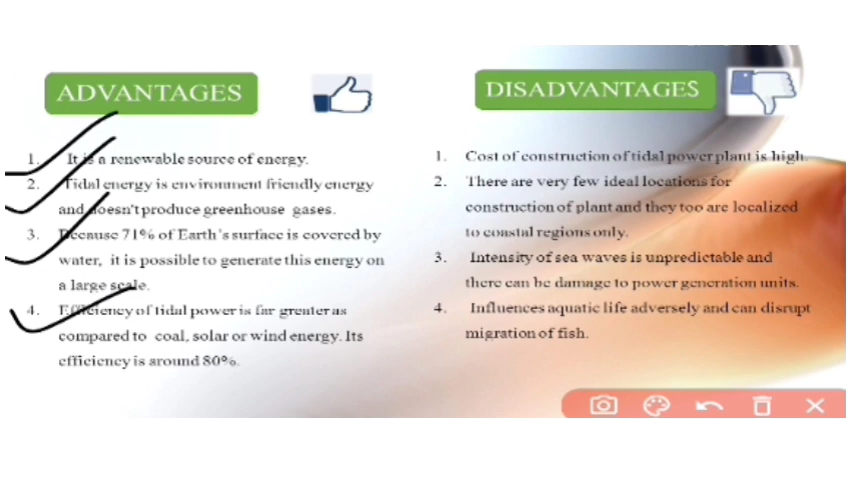 ADVANTAGES
1. It is a renewable source of energy.
2. Tidal energy is environment friendly energy
and doesn't produce greenhouse gases.
3. Because 71% of Earth's surface is covered by
water, it is possible to generate this energy on
a large scale.
4. Efficiency of tidal power is far greater as
compared to coal, solar or wind energy. Its
efficiency is around 80%.
DISADVANTAGES
1. Cost of construction of tidal power plant is high.
2. There are very few ideal locations for
construction of plant and they too are localized
to coastal regions only.
3. Intensity of sea waves is unpredictable and
there can be damage to power generation units.
4. Influences aquatic life adversely and can disrupt
migration of fish.